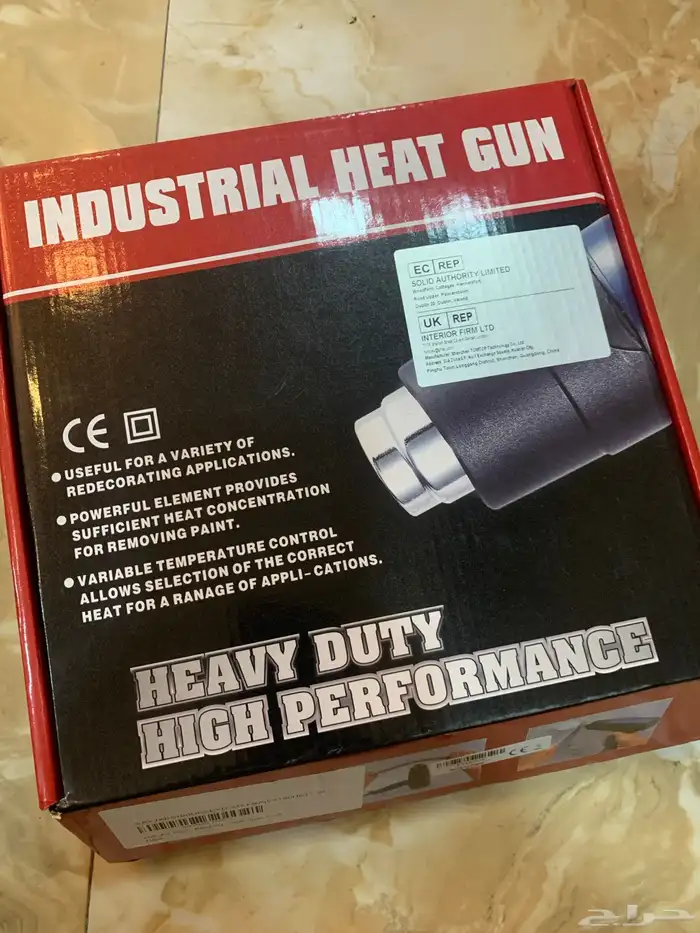 INDUSTRIAL HEAT GUN
EC REP
SOLID AUTHORITY LIMITED
UK REP
INTERIOR FIRM LTD
CE
● USEFUL FOR A VARIETY OF
REDECORATING APPLICATIONS.
● POWERFUL ELEMENT PROVIDES
SUFFICIENT HEAT CONCENTRATION
FOR REMOVING PAINT.
● VARIABLE TEMPERATURE CONTROL
ALLOWS SELECTION OF THE CORRECT
HEAT FOR A RANAGE OF APPLI-CATIONS.
HEAVY DUTY
HIGH PERFORMANCE
CE
حراج